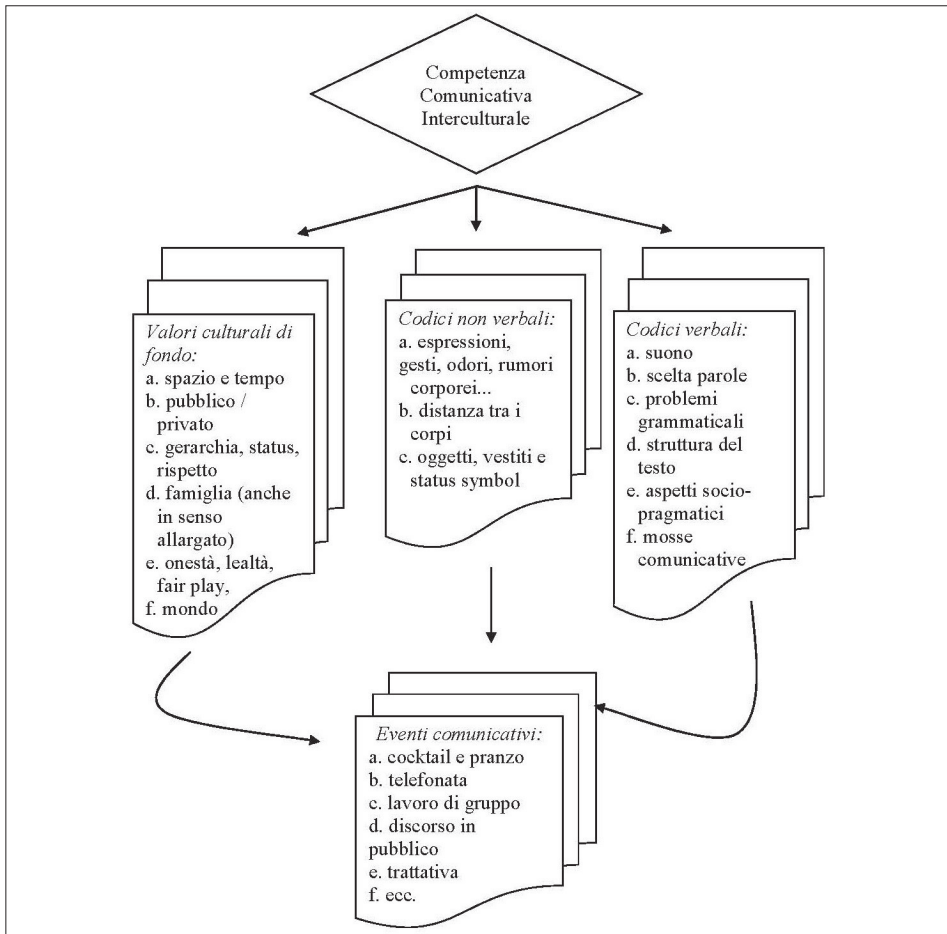 Competenza
Comunicativa
Interculturale
Valori culturali di
fondo:
a. spazio e tempo
b. pubblico /
privato
c. gerarchia, status,
rispetto
d. famiglia (anche
in senso
allargato)
e. onestà, lealtà,
fair play,
f. mondo
Codici non verbali:
a. espressioni,
gesti, odori, rumori
corporei...
b. distanza tra i
corpi
c. oggetti, vestiti e
status symbol
Codici verbali:
a. suono
b. scelta parole
c. problemi
grammaticali
d. struttura del
testo
e. aspetti socio-
pragmatici
f. mosse
comunicative
Eventi comunicativi:
a. cocktail e pranzo
b. telefonata
c. lavoro di gruppo
d. discorso in
pubblico
e. trattativa
f. ecc.